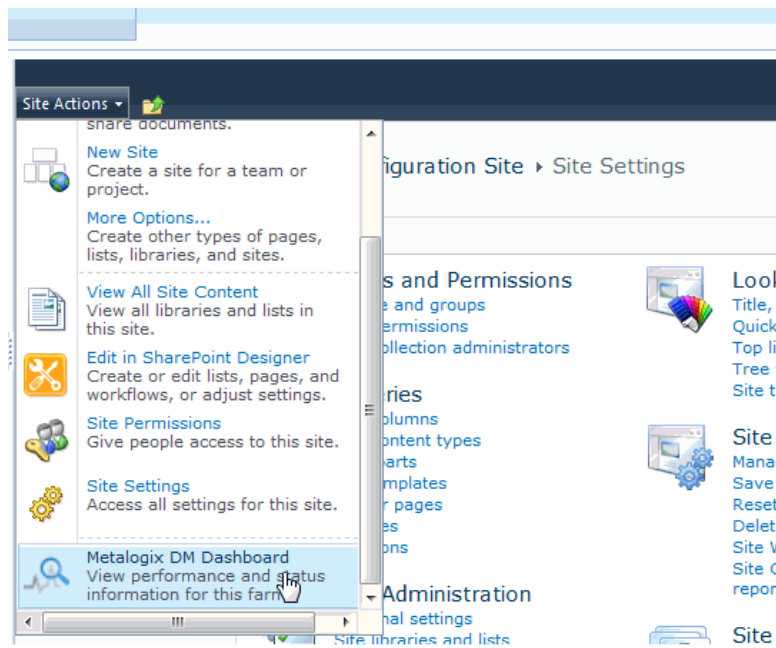 Site Actions
share documents.
New Site
Create a site for a team or
project.
More Options...
Create other types of pages,
lists, libraries, and sites.
View All Site Content
View all libraries and lists in
this site.
Edit in SharePoint Designer
Create or edit lists, pages, and
workflows, or adjust settings.
Site Permissions
Give people access to this site.
Site Settings
Access all settings for this site.
Metalogix DM Dashboard
View performance and status
information for this farm
figuration Site ▸ Site Settings
s and Permissions
e and groups
ermissions
ollection administrators
ries
olumns
ontent types
arts
mplates
r pages
es
ons
Administration
nal settings
Site libraries and lists
Look
Title,
Quick
Top li
Tree
Site t
Site
Mana
Save
Reset
Delet
Site W
Site C
repor
Site